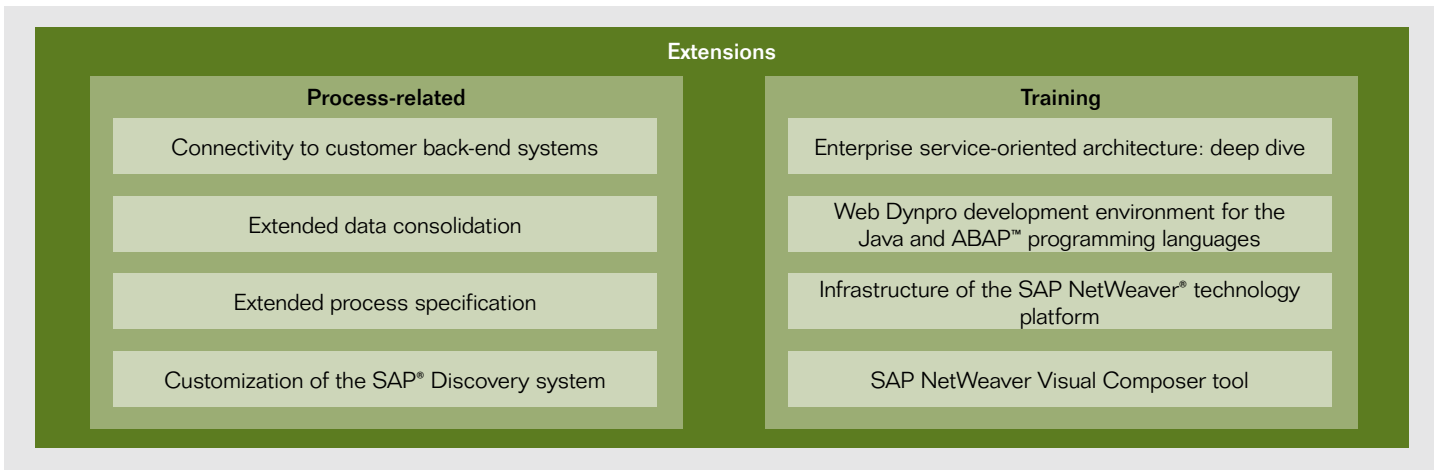 Extensions
Process-related
Connectivity to customer back-end systems
Extended data consolidation
Extended process specification
Customization of the SAP® Discovery system
Training
Enterprise service-oriented architecture: deep dive
Web Dynpro development environment for the
Java and ABAP™ programming languages
Infrastructure of the SAP NetWeaver® technology
platform
SAP NetWeaver Visual Composer tool